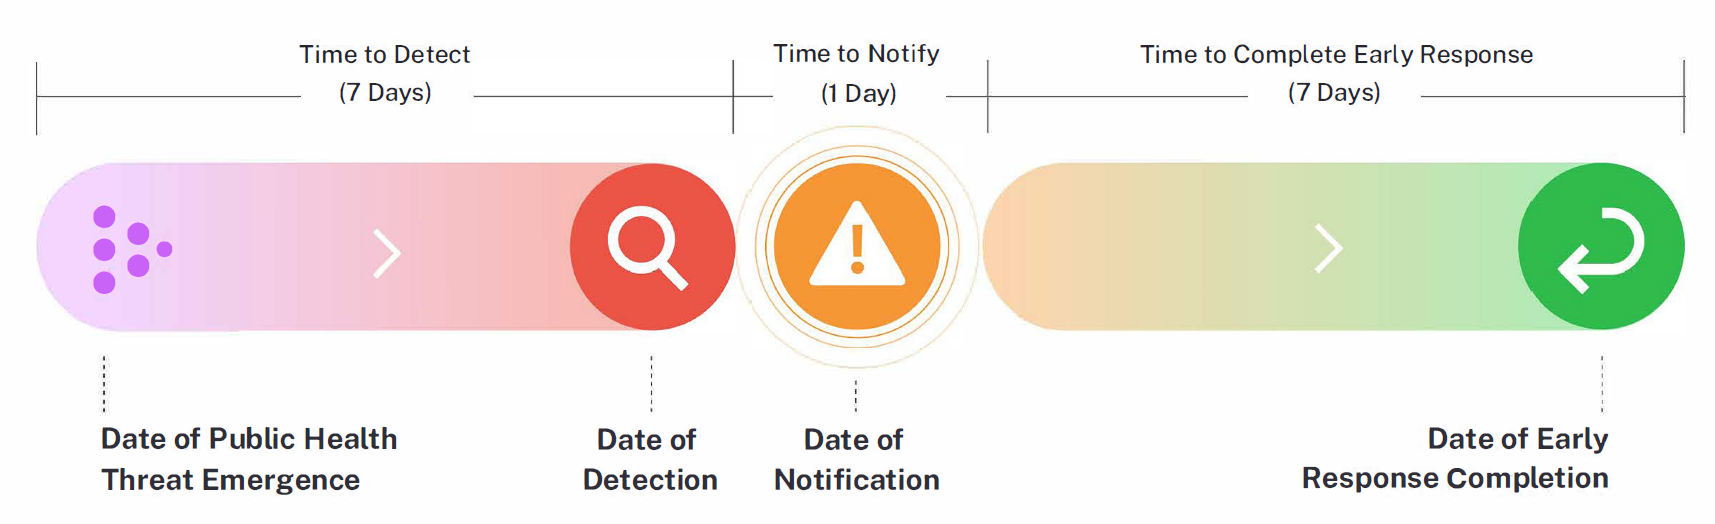 Time to Detect
(7 Days)
Time to Notify
(1 Day)
Time to Complete Early Response
(7 Days)
Date of Public Health
Threat Emergence
Date of
Detection
Date of
Notification
Date of Early
Response Completion